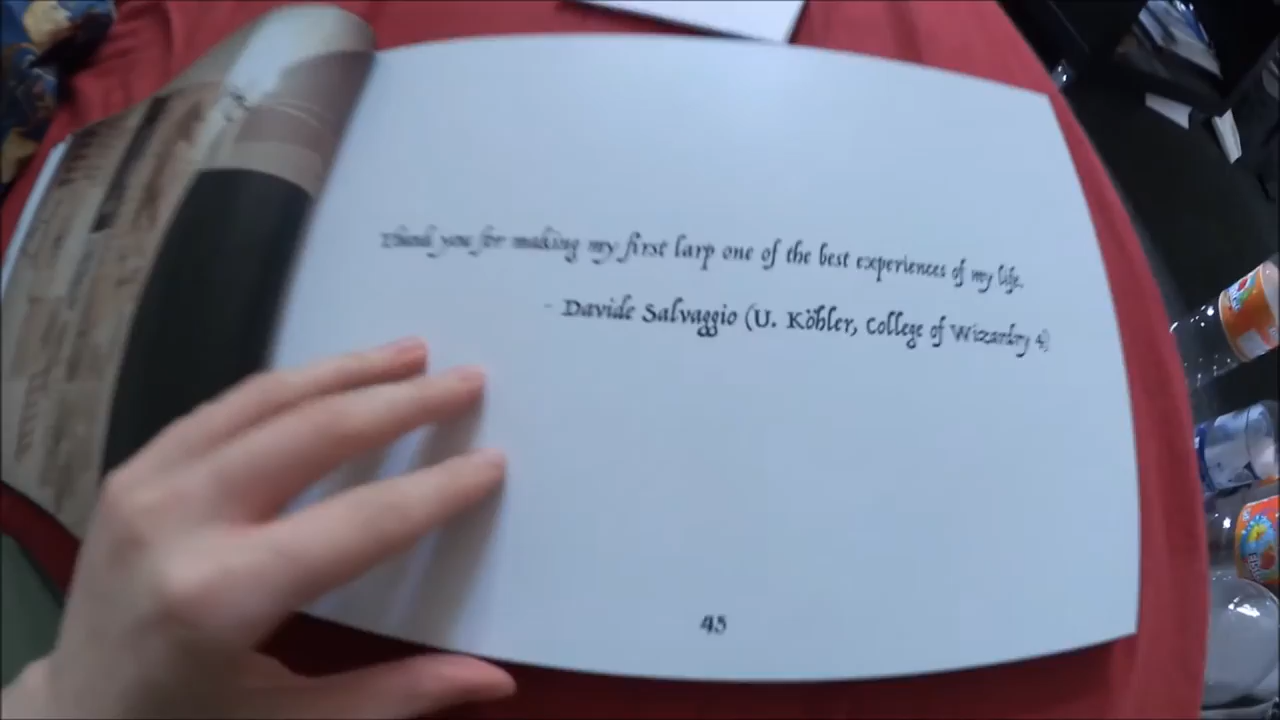 Thank you for making my first larp one of the best experiences of my life.
- Davide Salvaggio (U. Köhler, College of Wizardry 4)
45